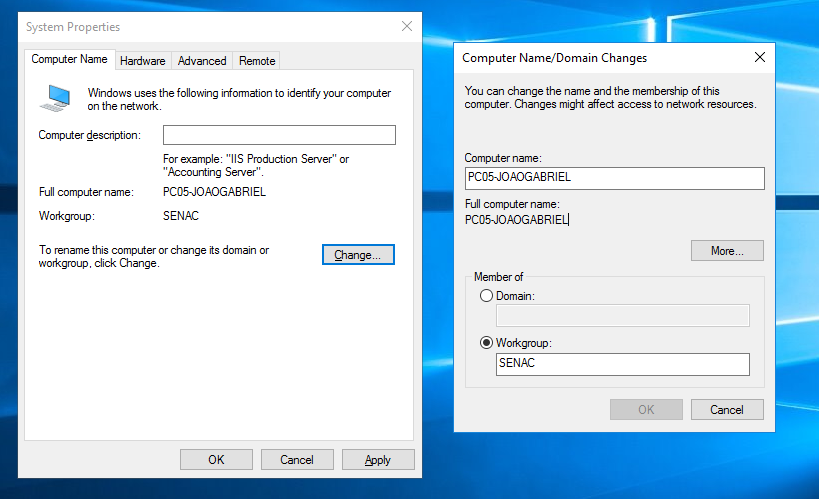 System Properties
Computer Name
Hardware
Advanced
Remote
Windows uses the following information to identify your computer
on the network.
Computer description:
For example: "IIS Production Server" or
"Accounting Server".
Full computer name:
PC05-JOAOGABRIEL
Workgroup:
SENAC
To rename this computer or change its domain or
workgroup, click Change.
Change...
OK
Cancel
Apply
Computer Name/Domain Changes
You can change the name and the membership of this
computer. Changes might affect access to network resources.
Computer name:
PC05-JOAOGABRIEL
Full computer name:
PC05-JOAOGABRIEL
More...
Member of
Domain:
Workgroup:
SENAC
OK
Cancel